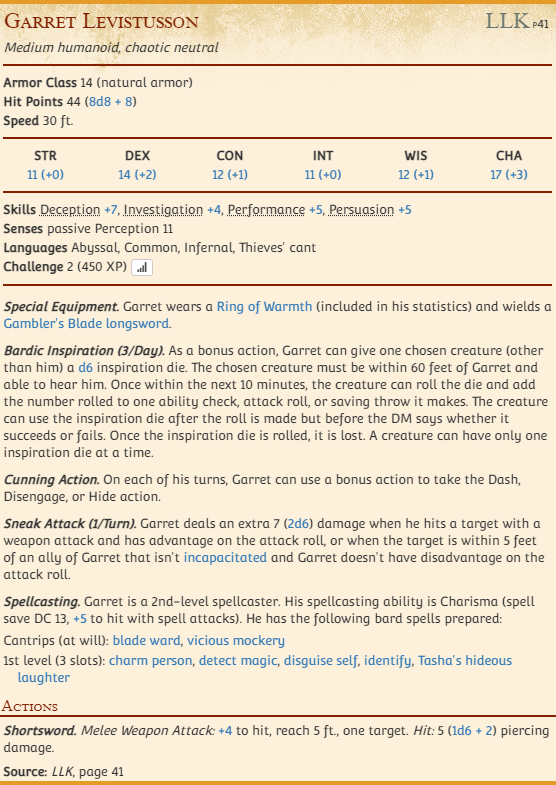 Garret Levistusson
LLK P41
Medium humanoid, chaotic neutral
Armor Class 14 (natural armor)
Hit Points 44 (8d8 + 8)
Speed 30 ft.
STR DEX CON INT WIS CHA
11 (+0) 14 (+2) 12 (+1) 11 (+0) 12 (+1) 17 (+3)
Skills Deception +7, Investigation +4, Performance +5, Persuasion +5
Senses passive Perception 11
Languages Abyssal, Common, Infernal, Thieves' cant
Challenge 2 (450 XP)
Special Equipment. Garret wears a Ring of Warmth (included in his statistics) and wields a
Gambler's Blade longsword.
Bardic Inspiration (3/Day). As a bonus action, Garret can give one chosen creature (other
than him) a d6 inspiration die. The chosen creature must be within 60 feet of Garret and
able to hear him. Once within the next 10 minutes, the creature can roll the die and add
the number rolled to one ability check, attack roll, or saving throw it makes. The creature
can use the inspiration die after the roll is made but before the DM says whether it
succeeds or fails. Once the inspiration die is rolled, it is lost. A creature can have only one
inspiration die at a time.
Cunning Action. On each of his turns, Garret can use a bonus action to take the Dash,
Disengage, or Hide action.
Sneak Attack (1/Turn). Garret deals an extra 7 (2d6) damage when he hits a target with a
weapon attack and has advantage on the attack roll, or when the target is within 5 feet
of an ally of Garret that isn't incapacitated and Garret doesn't have disadvantage on the
attack roll.
Spellcasting. Garret is a 2nd-level spellcaster. His spellcasting ability is Charisma (spell
save DC 13, +5 to hit with spell attacks). He has the following bard spells prepared:
Cantrips (at will): blade ward, vicious mockery
1st level (3 slots): charm person, detect magic, disguise self, identify, Tasha's hideous
laughter
Actions
Shortsword. Melee Weapon Attack: +4 to hit, reach 5 ft., one target. Hit: 5 (1d6 + 2) piercing
damage.
Source: LLK, page 41